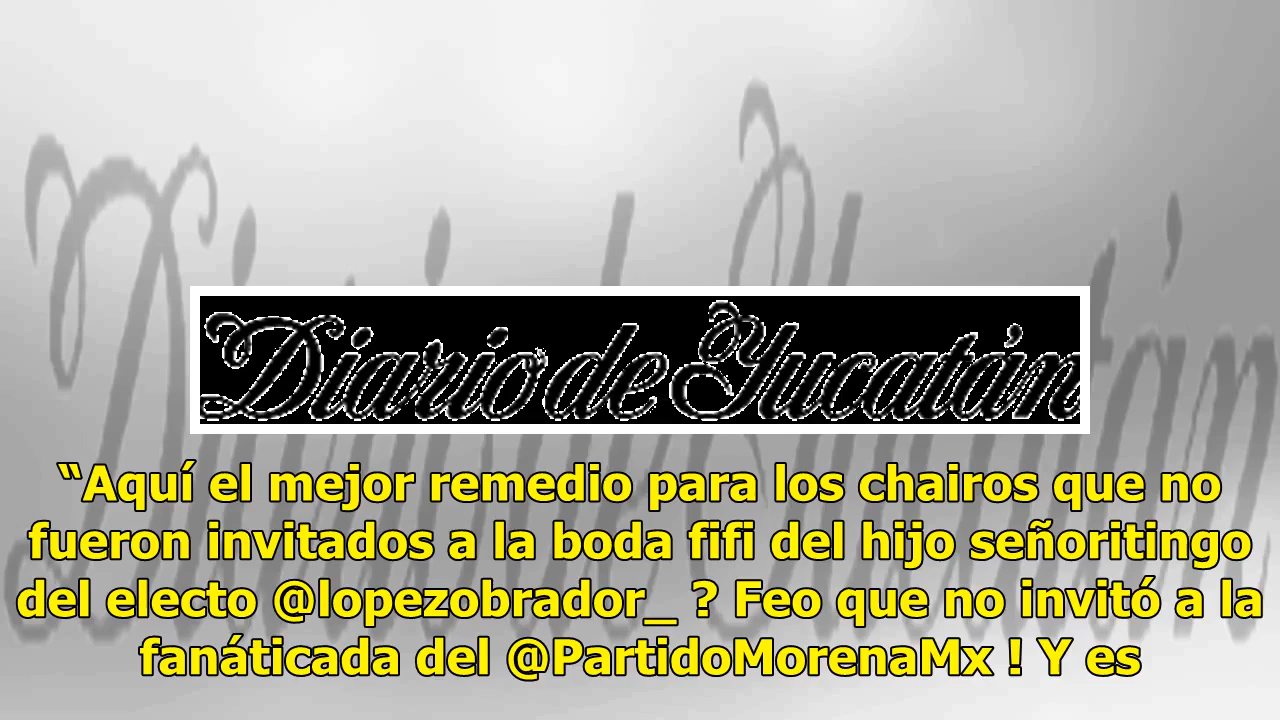 Diario de Yucatán
“Aquí el mejor remedio para los chairos que no
fueron invitados a la boda fifi del hijo señoritingo
del electo @lopezobrador_ ? Feo que no invitó a la
fanáticada del @PartidoMorenaMx ! Y es